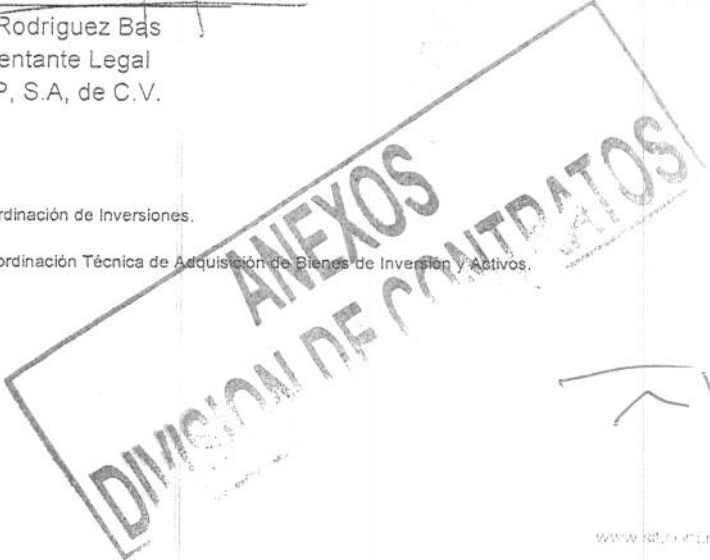 Rodríguez Bas
entante Legal
P, S.A, de C.V.
rdinación de Inversiones.
ordinación Técnica de Adquisición de Bienes de Inversión y Activos.
ANEXOS
DIVISION DE CONTRATOS